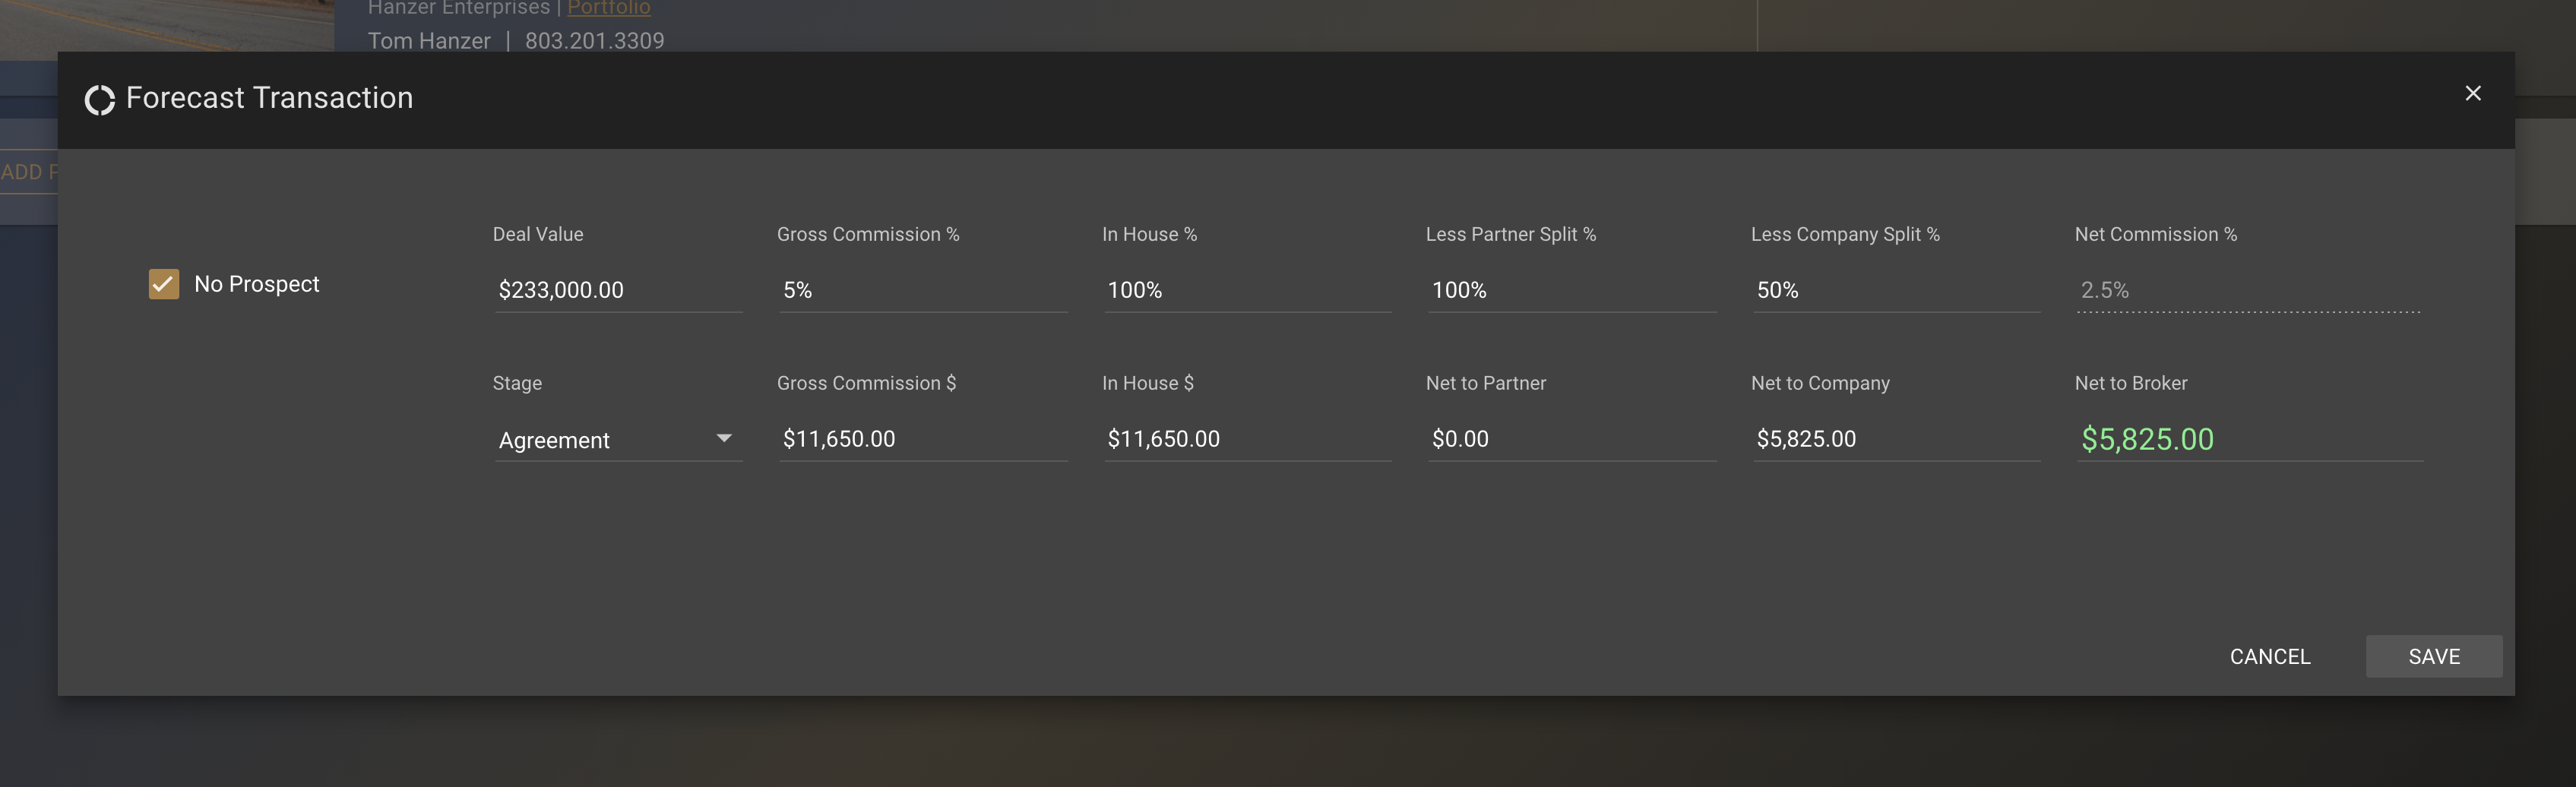 Hanzer Enterprises | Portfolio
Tom Hanzer | 803.201.3309
Forecast Transaction
ADD
No Prospect
Deal Value
Gross Commission %
In House %
Less Partner Split %
Less Company Split %
Net Commission %
$233,000.00
5%
100%
100%
50%
2.5%
Stage
Gross Commission $
In House $
Net to Partner
Net to Company
Net to Broker
Agreement
$11,650.00
$11,650.00
$0.00
$5,825.00
$5,825.00
CANCEL
SAVE